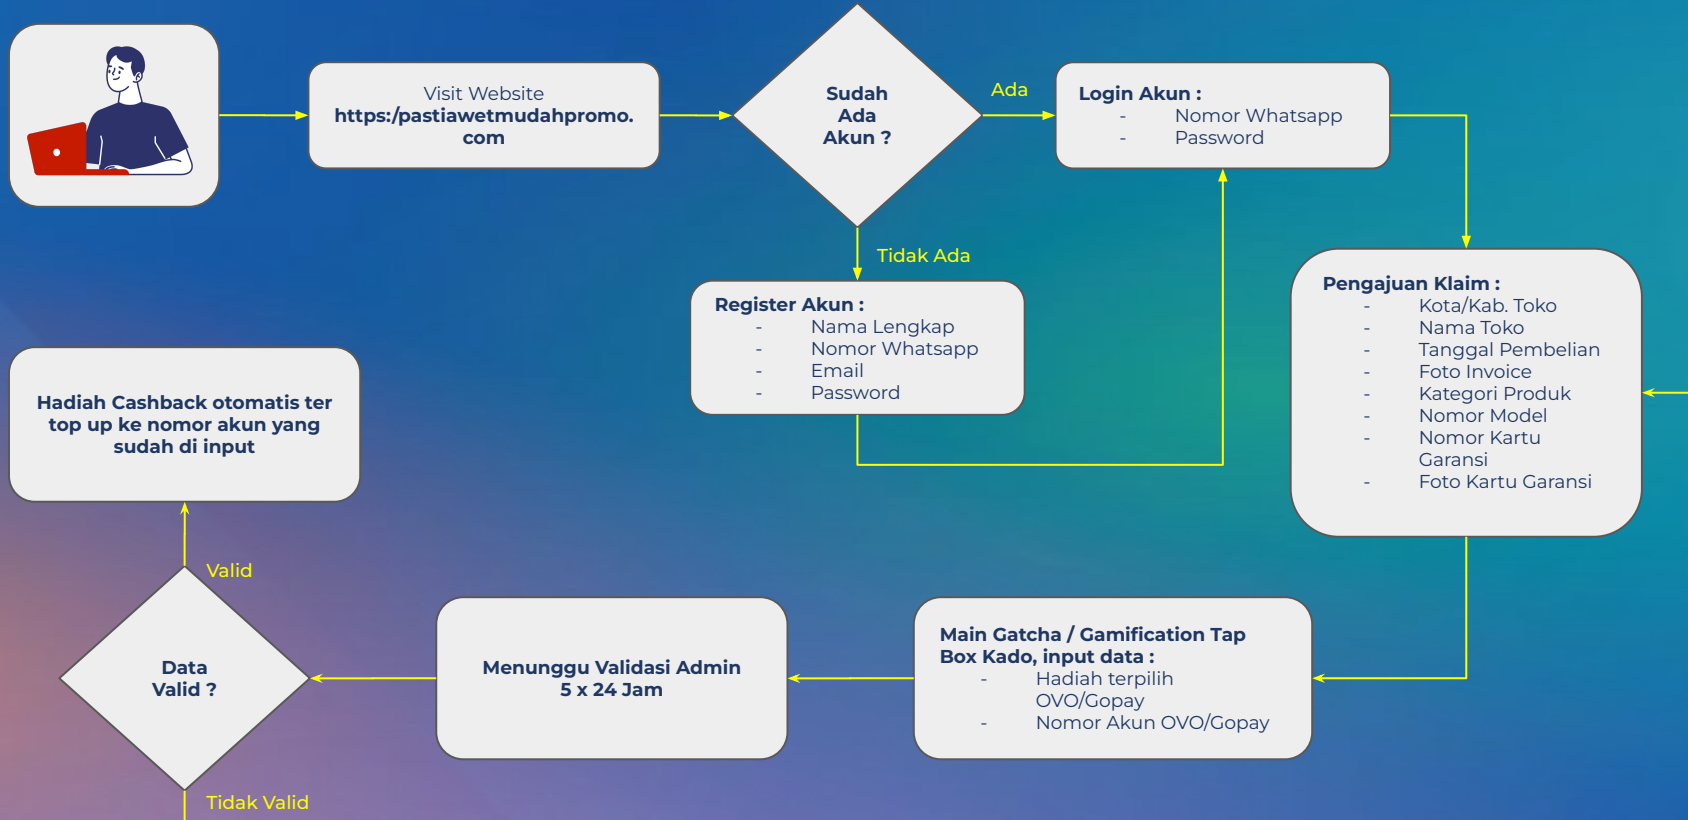 Visit Website
https:/pastiawetmudahpromo.
com
Sudah
Ada
Akun ?
Ada
Login Akun :
- Nomor Whatsapp
- Password
Tidak Ada
Register Akun :
- Nama Lengkap
- Nomor Whatsapp
- Email
- Password
Pengajuan Klaim :
- Kota/Kab. Toko
- Nama Toko
- Tanggal Pembelian
- Foto Invoice
- Kategori Produk
- Nomor Model
- Nomor Kartu
Garansi
- Foto Kartu Garansi
Main Gatcha / Gamification Tap
Box Kado, input data :
- Hadiah terpilih
OVO/Gopay
- Nomor Akun OVO/Gopay
Menunggu Validasi Admin
5 x 24 Jam
Data
Valid ?
Valid
Hadiah Cashback otomatis ter
top up ke nomor akun yang
sudah di input
Tidak Valid